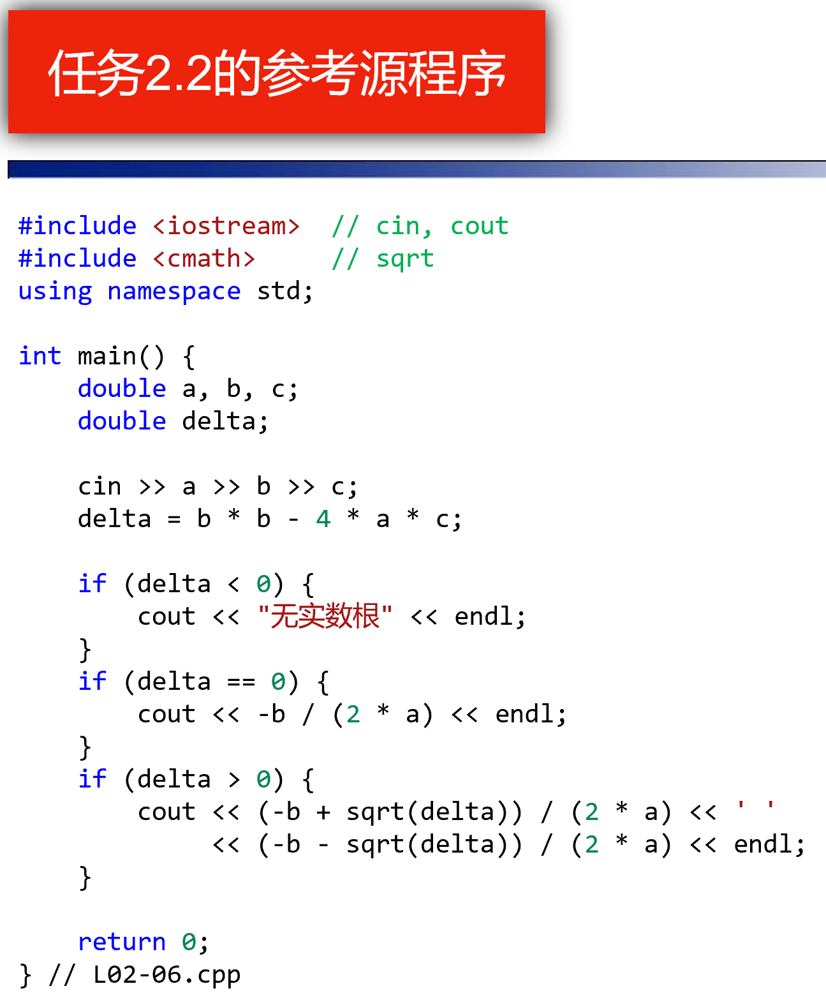 任务2.2的参考源程序
#include <iostream>  // cin, cout
#include <cmath>     // sqrt
using namespace std;
int main() {
    double a, b, c;
    double delta;
    cin >> a >> b >> c;
    delta = b * b - 4 * a * c;
    if (delta < 0) {
        cout << "无实数根" << endl;
    }
    if (delta == 0) {
        cout << -b / (2 * a) << endl;
    }
    if (delta > 0) {
        cout << (-b + sqrt(delta)) / (2 * a) << ' '
             << (-b - sqrt(delta)) / (2 * a) << endl;
    }
    return 0;
} // L02-06.cpp